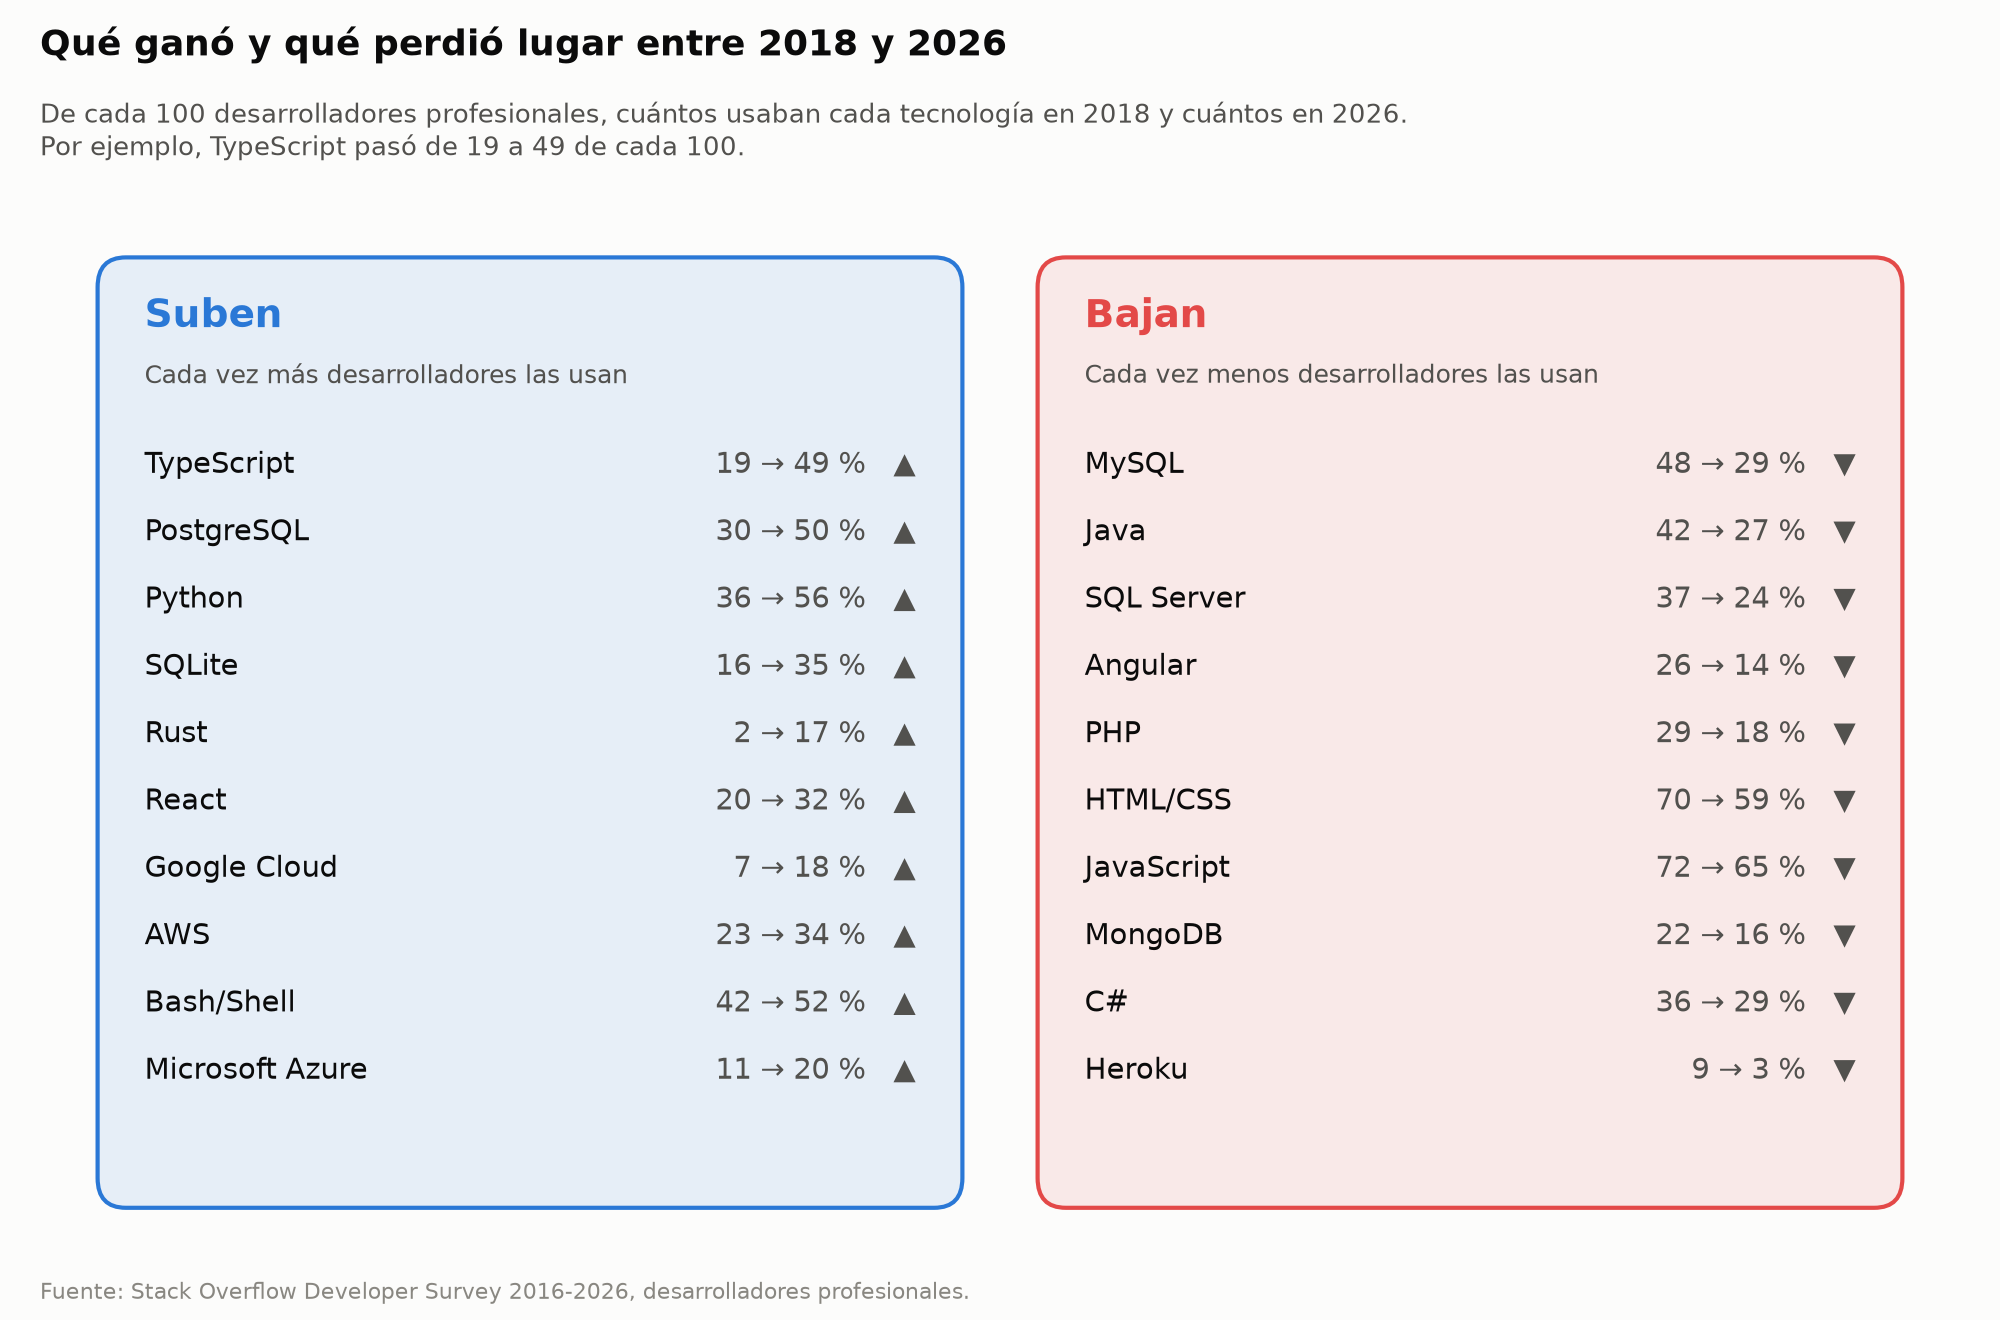 Qué ganó y qué perdió lugar entre 2018 y 2026
De cada 100 desarrolladores profesionales, cuántos usaban cada tecnología en 2018 y cuántos en 2026.
Por ejemplo, TypeScript pasó de 19 a 49 de cada 100.
Suben
Cada vez más desarrolladores las usan
TypeScript 19 → 49 % ▲
PostgreSQL 30 → 50 % ▲
Python 36 → 56 % ▲
SQLite 16 → 35 % ▲
Rust 2 → 17 % ▲
React 20 → 32 % ▲
Google Cloud 7 → 18 % ▲
AWS 23 → 34 % ▲
Bash/Shell 42 → 52 % ▲
Microsoft Azure 11 → 20 % ▲
Bajan
Cada vez menos desarrolladores las usan
MySQL 48 → 29 % ▼
Java 42 → 27 % ▼
SQL Server 37 → 24 % ▼
Angular 26 → 14 % ▼
PHP 29 → 18 % ▼
HTML/CSS 70 → 59 % ▼
JavaScript 72 → 65 % ▼
MongoDB 22 → 16 % ▼
C# 36 → 29 % ▼
Heroku 9 → 3 % ▼
Fuente: Stack Overflow Developer Survey 2016-2026, desarrolladores profesionales.